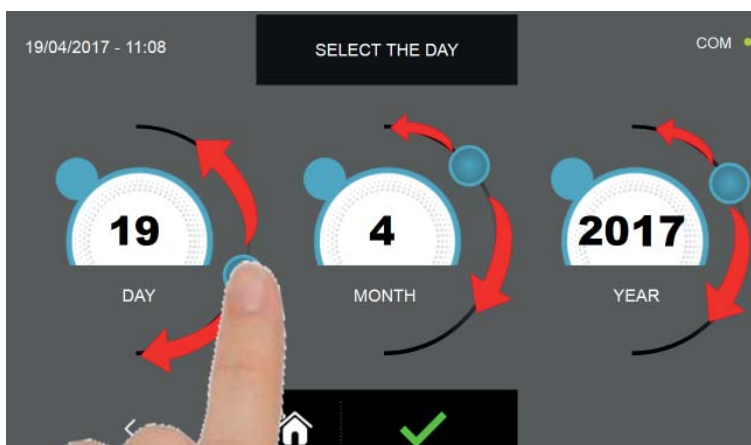 19/04/2017 - 11:08
SELECT THE DAY
COM
19
4
2017
DAY
MONTH
YEAR